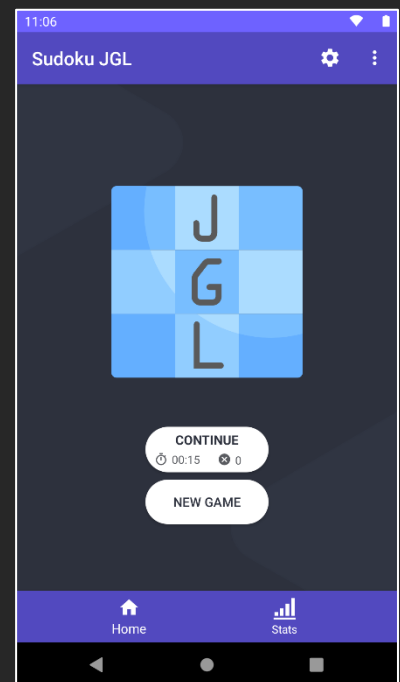 11:06
Sudoku JGL
J
G
L
CONTINUE
00:15 0
NEW GAME
Home Stats